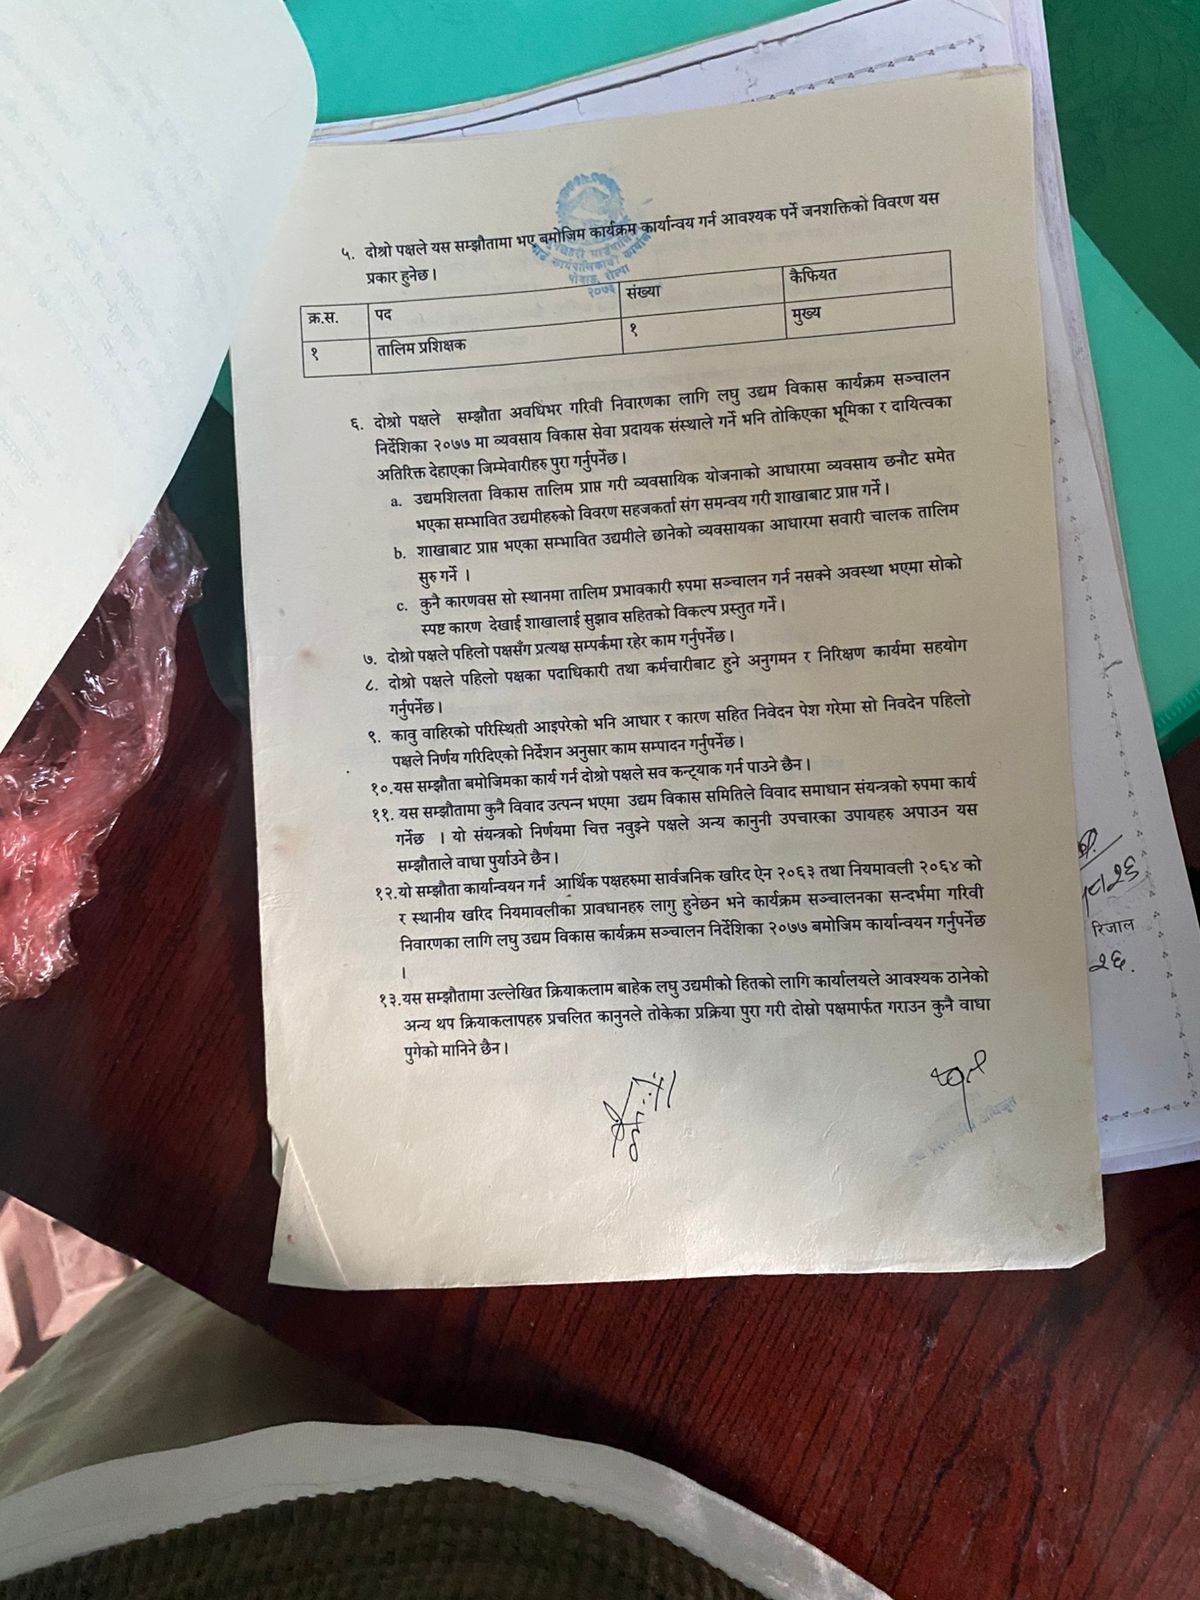 ५. दोश्रो पक्षले यस सम्झौतामा भए बमोजिम कार्यक्रम कार्यान्वय गर्न आवश्यक पर्ने जनशक्तिको विवरण यस
प्रकार हुनेछ।
क्र.स. पद संख्या कैफियत
१ तालिम प्रशिक्षक १ मुख्य
६. दोश्रो पक्षले सम्झौता अवधिभर गरिवी निवारणका लागि लघु उद्यम विकास कार्यक्रम सञ्चालन
निर्देशिका २०७७ मा व्यवसाय विकास सेवा प्रदायक संस्थाले गर्ने भनि तोकिएका भूमिका र दायित्वका
अतिरिक्त देहाएका जिम्मेवारीहरु पुरा गर्नुपर्नेछ।
a. उद्यमशिलता विकास तालिम प्राप्त गरी व्यवसायिक योजनाको आधारमा व्यवसाय छनौट समेत
भएका सम्भावित उद्यमीहरुको विवरण सहजकर्ता संग समन्वय गरी शाखाबाट प्राप्त गर्ने।
b. शाखाबाट प्राप्त भएका सम्भावित उद्यमीले छानेको व्यवसायका आधारमा सवारी चालक तालिम
सुरु गर्ने ।
c. कुनै कारणवस सो स्थानमा तालिम प्रभावकारी रुपमा सञ्चालन गर्न नसक्ने अवस्था भएमा सोको
स्पष्ट कारण देखाई शाखालाई सुझाव सहितको विकल्प प्रस्तुत गर्ने।
७. दोश्रो पक्षले पहिलो पक्षसँग प्रत्यक्ष सम्पर्कमा रहेर काम गर्नुपर्नेछ।
८. दोश्रो पक्षले पहिलो पक्षका पदाधिकारी तथा कर्मचारीबाट हुने अनुगमन र निरिक्षण कार्यमा सहयोग
गर्नुपर्नेछ।
९. कावु वाहिरको परिस्थिती आइपरेको भनि आधार र कारण सहित निवेदन पेश गरेमा सो निवदेन पहिलो
पक्षले निर्णय गरिदिएको निर्देशन अनुसार काम सम्पादन गर्नुपर्नेछ।
१०.यस सम्झौता बमोजिमका कार्य गर्न दोश्रो पक्षले सव कन्ट्याक गर्न पाउने छैन।
११. यस सम्झौतामा कुनै विवाद उत्पन्न भएमा उद्यम विकास समितिले विवाद समाधान संयन्त्रको रुपमा कार्य
गर्नेछ । यो संयन्त्रको निर्णयमा चित्त नवुझ्ने पक्षले अन्य कानुनी उपचारका उपायहरु अपाउन यस
सम्झौताले वाधा पुर्याउने छैन।
१२.यो सम्झौता कार्यान्वयन गर्न आर्थिक पक्षहरुमा सार्वजनिक खरिद ऐन २०६३ तथा नियमावली २०६४ को
र स्थानीय खरिद नियमावलीका प्रावधानहरु लागु हुनेछन भने कार्यक्रम सञ्चालनका सन्दर्भमा गरिवी
निवारणका लागि लघु उद्यम विकास कार्यक्रम सञ्चालन निर्देशिका २०७७ बमोजिम कार्यान्वयन गर्नुपर्नेछ
।
१३.यस सम्झौतामा उल्लेखित क्रियाकलाम बाहेक लघु उद्यमीको हितको लागि कार्यालयले आवश्यक ठानेको
अन्य थप क्रियाकलापहरु प्रचलित कानुनले तोकेका प्रक्रिया पुरा गरी दोस्रो पक्षमार्फत गराउन कुनै वाधा
पुगेको मानिने छैन।
रिजाल
२६.